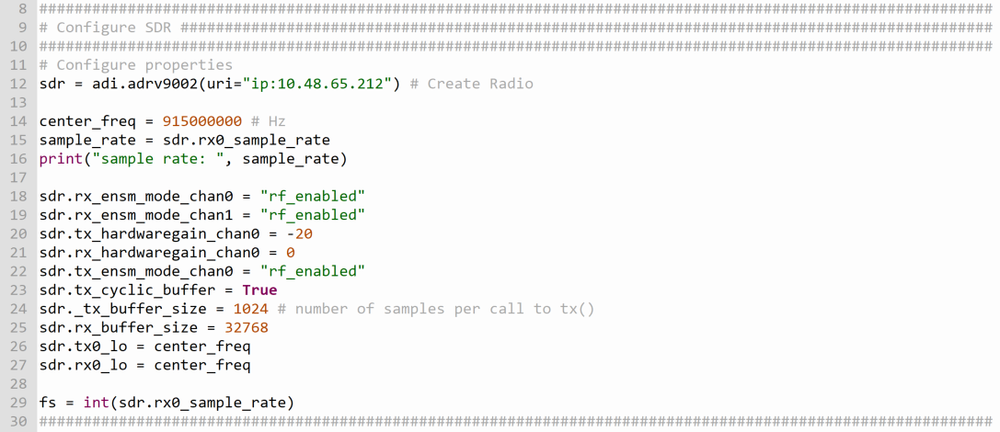 8 ############################################################################################################
9 # Configure SDR ############################################################################################
10 ############################################################################################################
11 # Configure properties
12 sdr = adi.adrv9002(uri="ip:10.48.65.212") # Create Radio
13
14 center_freq = 915000000 # Hz
15 sample_rate = sdr.rx0_sample_rate
16 print("sample rate: ", sample_rate)
17
18 sdr.rx_ensm_mode_chan0 = "rf_enabled"
19 sdr.rx_ensm_mode_chan1 = "rf_enabled"
20 sdr.tx_hardwaregain_chan0 = -20
21 sdr.rx_hardwaregain_chan0 = 0
22 sdr.tx_ensm_mode_chan0 = "rf_enabled"
23 sdr.tx_cyclic_buffer = True
24 sdr._tx_buffer_size = 1024 # number of samples per call to tx()
25 sdr.rx_buffer_size = 32768
26 sdr.tx0_lo = center_freq
27 sdr.rx0_lo = center_freq
28
29 fs = int(sdr.rx0_sample_rate)
30 ############################################################################################################